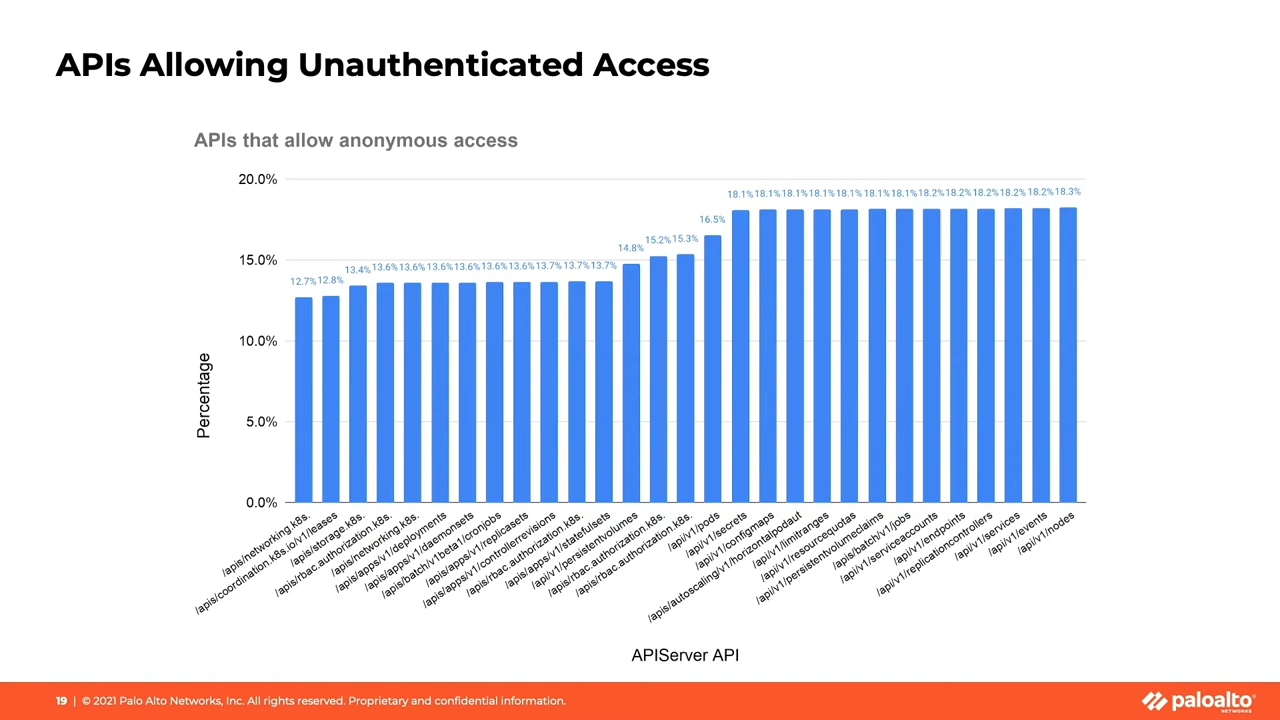 APIs Allowing Unauthenticated Access
APIs that allow anonymous access
20.0%
15.0%
10.0%
5.0%
0.0%
Percentage
12.7%
12.8%
13.4%
13.6%
13.6%
13.6%
13.6%
13.6%
13.6%
13.7%
13.7%
13.7%
14.8%
15.2%
15.3%
16.5%
18.1%
18.1%
18.1%
18.1%
18.1%
18.1%
18.1%
18.2%
18.2%
18.2%
18.2%
18.2%
18.3%
/apis/networking.k8s.
/apis/coordination.k8s.io/v1/leases
/apis/storage.k8s.
/apis/rbac.authorization.k8s.
/apis/networking.k8s.
/apis/apps/v1/deployments
/apis/apps/v1/daemonsets
/apis/batch/v1beta1/cronjobs
/apis/apps/v1/replicasets
/apis/apps/v1/controllerrevisions
/apis/rbac.authorization.k8s.
/apis/apps/v1/statefulsets
/api/v1/persistentvolumes
/apis/rbac.authorization.k8s.
/apis/rbac.authorization.k8s.
/api/v1/pods
/api/v1/secrets
/api/v1/configmaps
/apis/autoscaling/v1/horizontalpodaut
/api/v1/limitranges
/api/v1/resourcequotas
/api/v1/persistentvolumeclaims
/apis/batch/v1/jobs
/api/v1/serviceaccounts
/api/v1/endpoints
/api/v1/replicationcontrollers
/api/v1/services
/api/v1/events
/api/v1/nodes
APIServer API
19 | © 2021 Palo Alto Networks, Inc. All rights reserved. Proprietary and confidential information.
paloalto®
NETWORKS